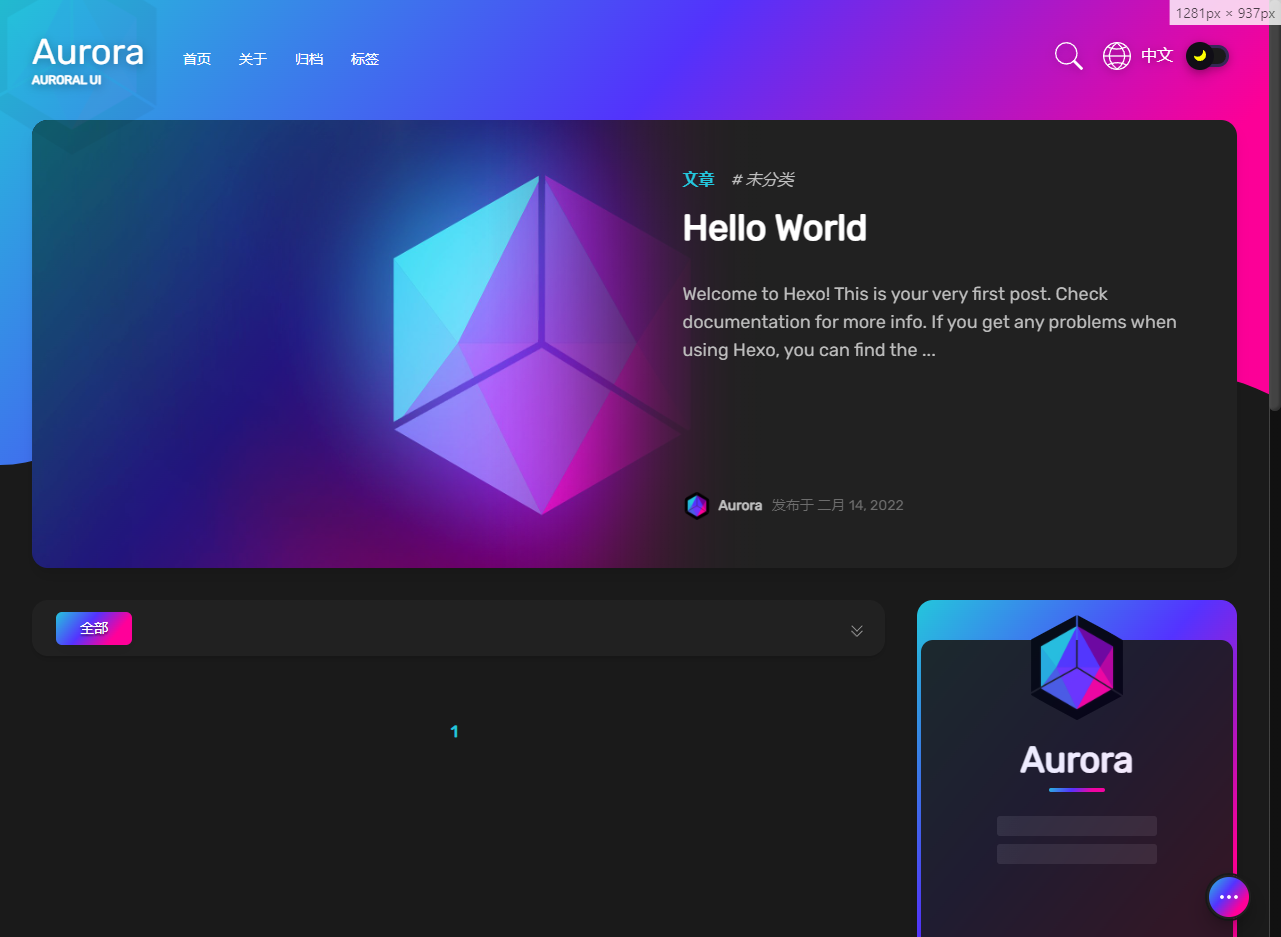 1281px × 937px
Aurora
AURORAL UI
首页 关于 归档 标签
中文
文章 # 未分类
Hello World
Welcome to Hexo! This is your very first post. Check
documentation for more info. If you get any problems when
using Hexo, you can find the ...
Aurora 发布于 二月 14, 2022
全部
1
Aurora